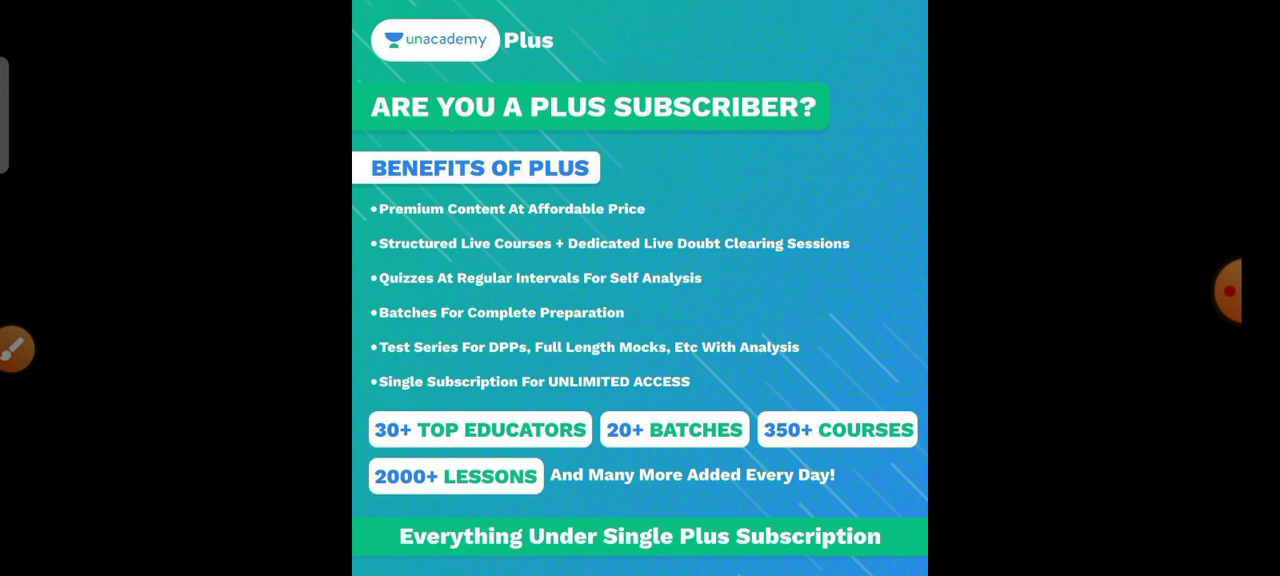 unacademy Plus
ARE YOU A PLUS SUBSCRIBER?
BENEFITS OF PLUS
•Premium Content At Affordable Price
•Structured Live Courses + Dedicated Live Doubt Clearing Sessions
•Quizzes At Regular Intervals For Self Analysis
•Batches For Complete Preparation
•Test Series For DPPs, Full Length Mocks, Etc With Analysis
•Single Subscription For UNLIMITED ACCESS
30+ TOP EDUCATORS 20+ BATCHES 350+ COURSES
2000+ LESSONS And Many More Added Every Day!
Everything Under Single Plus Subscription